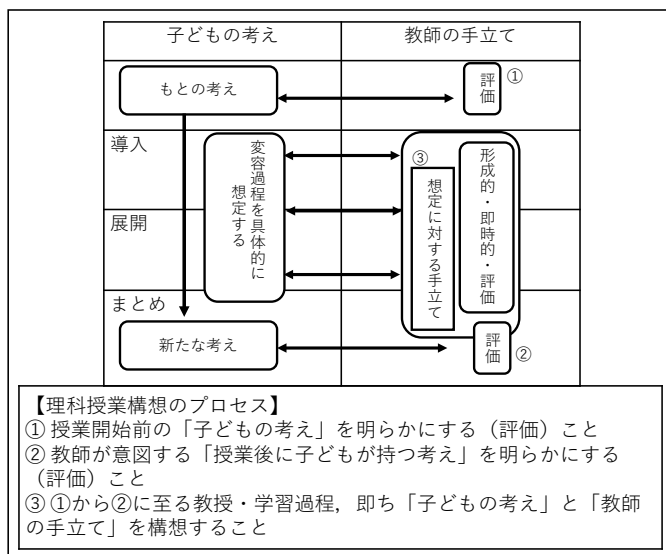 子どもの考え
教師の手立て
もとの考え
評価
①
導入
変容過程を具体的に
想定する
③
想定に対する手立て
形成的・即時的・評価
展開
まとめ
新たな考え
評価
②
【理科授業構想のプロセス】
① 授業開始前の「子どもの考え」を明らかにする（評価）こと
② 教師が意図する「授業後に子どもが持つ考え」を明らかにする
（評価）こと
③ ①から②に至る教授・学習過程，即ち「子どもの考え」と「教師
の手立て」を構想すること